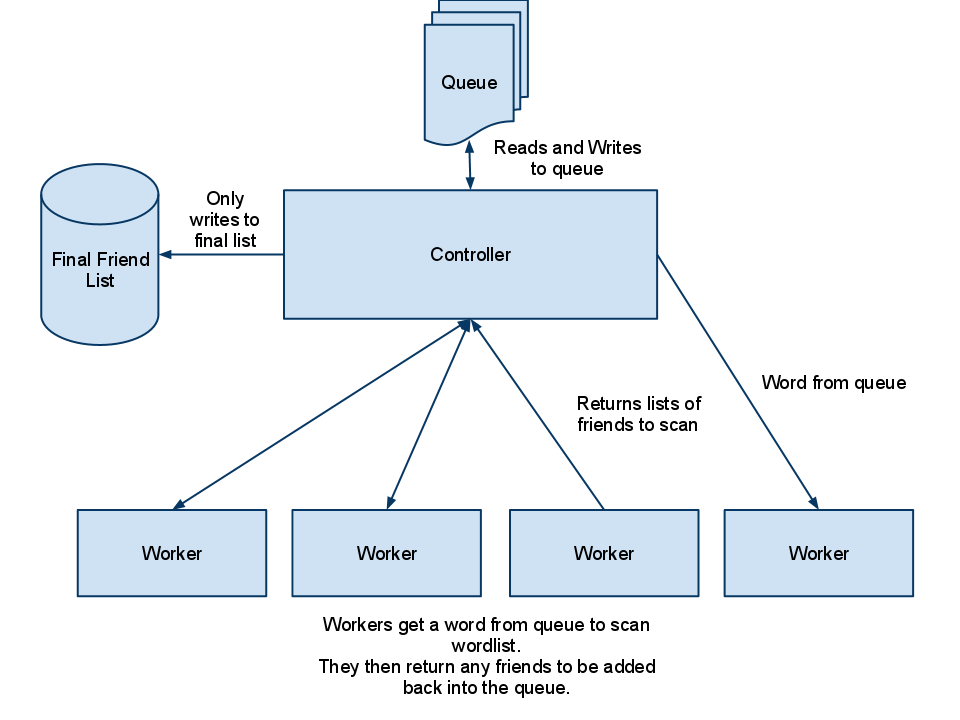 Queue
Reads and Writes
to queue
Only
writes to
final list
Final Friend
List
Controller
Word from queue
Returns lists of
friends to scan
Worker
Worker
Worker
Worker
Workers get a word from queue to scan
wordlist.
They then return any friends to be added
back into the queue.